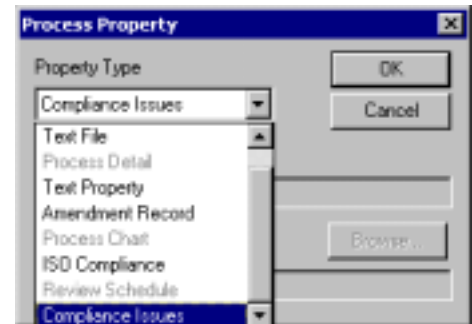 Process Property
Property Type
OK
Compliance Issues
Cancel
Text File
Process Detail
Text Property
Amendment Record
Process Chart
Browse...
ISO Compliance
Review Schedule
Compliance Issues